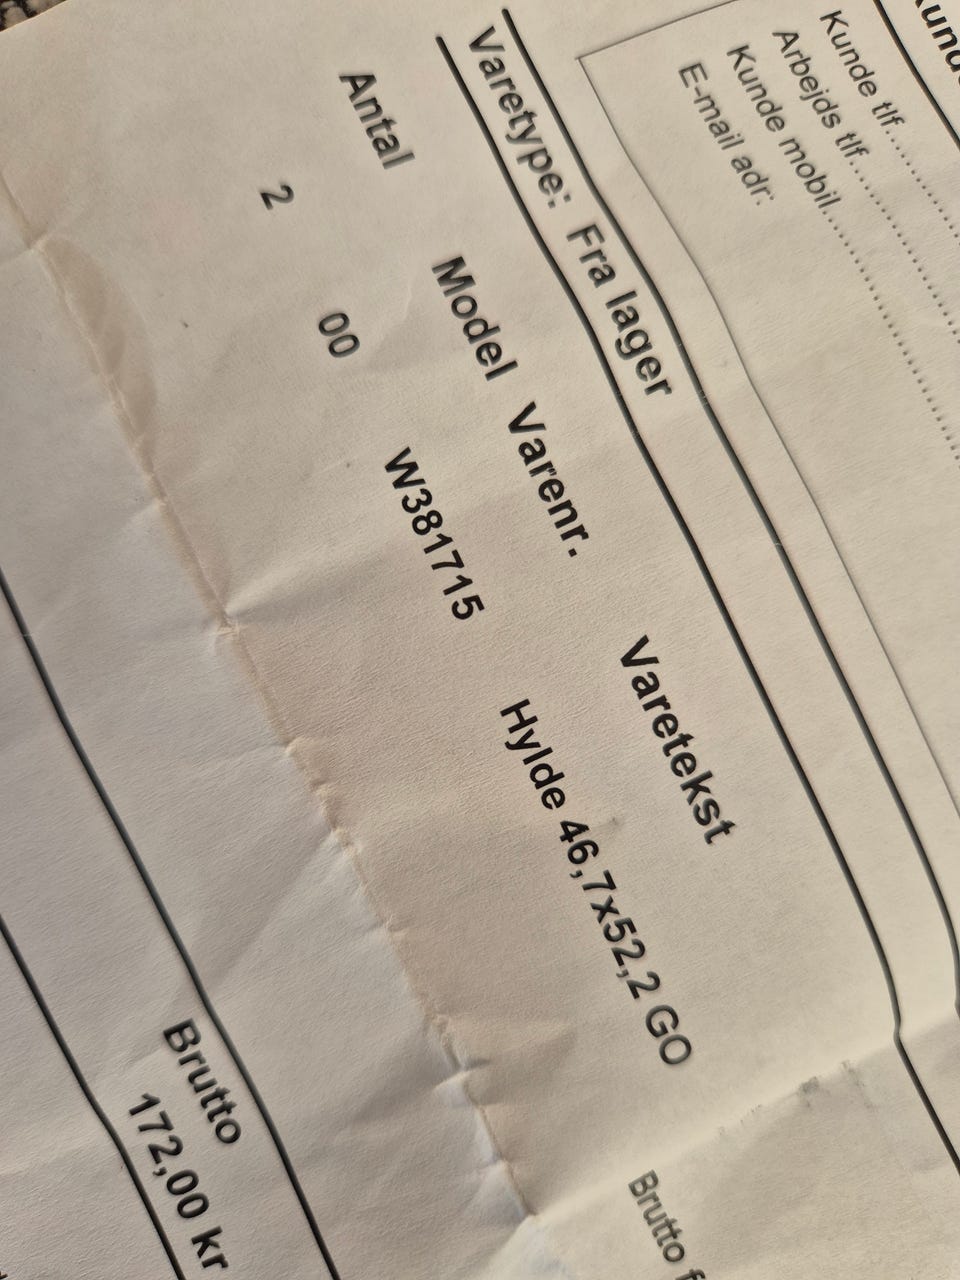 Kunde tlf.
Arbejds tlf.
Kunde mobil.
E-mail adr:
Varetype: Fra lager
Antal Model Varenr. Varetekst Brutto
2 00 W381715 Hylde 46,7x52,2 GO
Brutto
172,00 kr